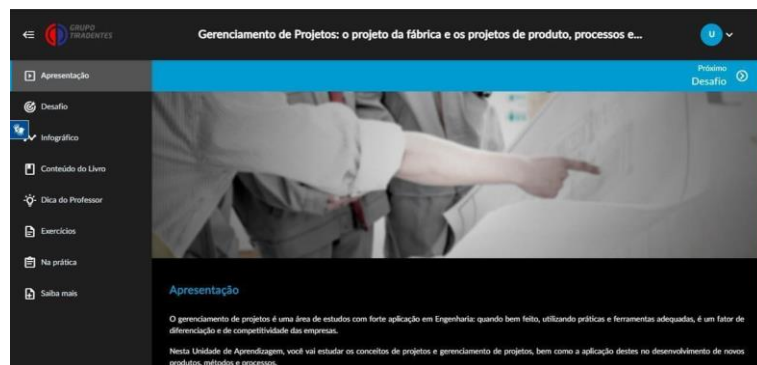 GRUPO
TIRADENTES
Gerenciamento de Projetos: o projeto da fábrica e os projetos de produto, processos e...
U
Apresentação
Próximo
Desafio
Desafio
Infográfico
Conteúdo do Livro
Dica do Professor
Exercícios
Na prática
Saiba mais
Apresentação
O gerenciamento de projetos é uma área de estudos com forte aplicação em Engenharia: quando bem feito, utilizando práticas e ferramentas adequadas, é um fator de
diferenciação e de competitividade das empresas.
Nesta Unidade de Aprendizagem, você vai estudar os conceitos de projetos e gerenciamento de projetos, bem como a aplicação destes no desenvolvimento de novos
produtos, métodos e processos.